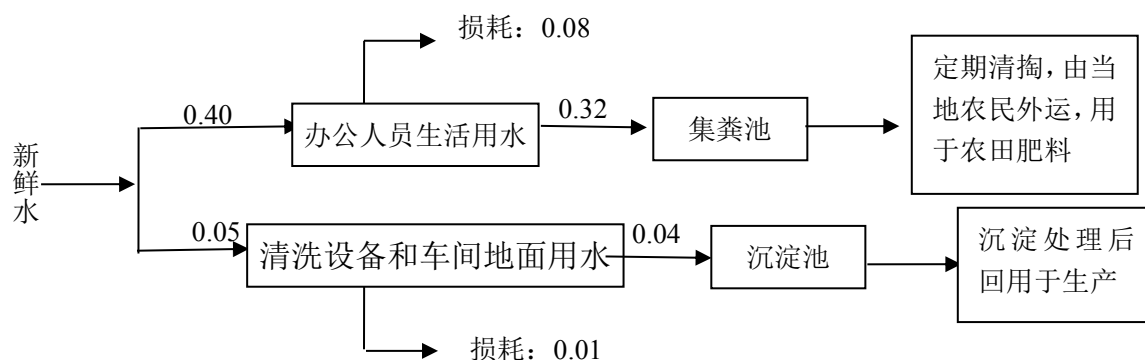 损耗：0.08
定期清掏，由当
地农民外运，用
于农田肥料
0.40
办公人员生活用水
0.32
集粪池
新鲜水
0.05
清洗设备和车间地面用水
0.04
沉淀池
沉淀处理后
回用于生产
损耗：0.01